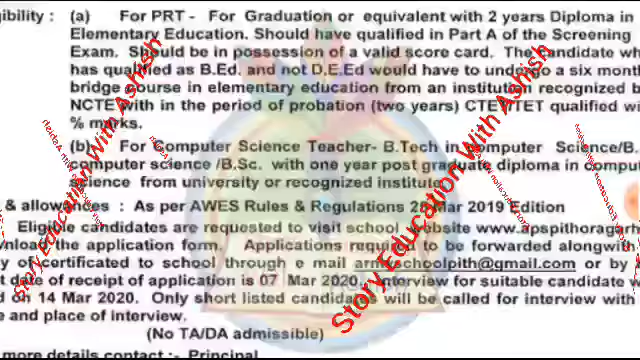 gibility : (a) For PRT - For Graduation or equivalent with 2 years Diploma in
Elementary Education. Should have qualified in Part A of the Screening
Exam. Should be in possession of a valid score card. The candidate wh
has qualified as B.Ed. and not D.E.Ed would have to undergo a six mont
bridge course in elementary education from an institution recognized b
NCTE with in the period of probation (two years) CTET/TET qualified wi
% marks.
(b) For Computer Science Teacher- B.Tech in computer Science/B.
computer science /B.Sc. with one year post graduate diploma in comput
science from university or recognized institute
& allowances : As per AWES Rules & Regulations 28 Mar 2019 Edition
Eligible candidates are requested to visit school website www.apspithoragarh
wnload the application form. Applications required to be forwarded alongwith
y of certificated to school through e mail armyschoolpith@gmail.com or by p
t date of receipt of application is 07 Mar 2020. Interview for suitable candidate w
d on 14 Mar 2020. Only short listed candidates will be called for interview with
e and place of interview.
(No TA/DA admissible)
more details contact :- Principal
Story Education With Ashish
Story Education With Ashish